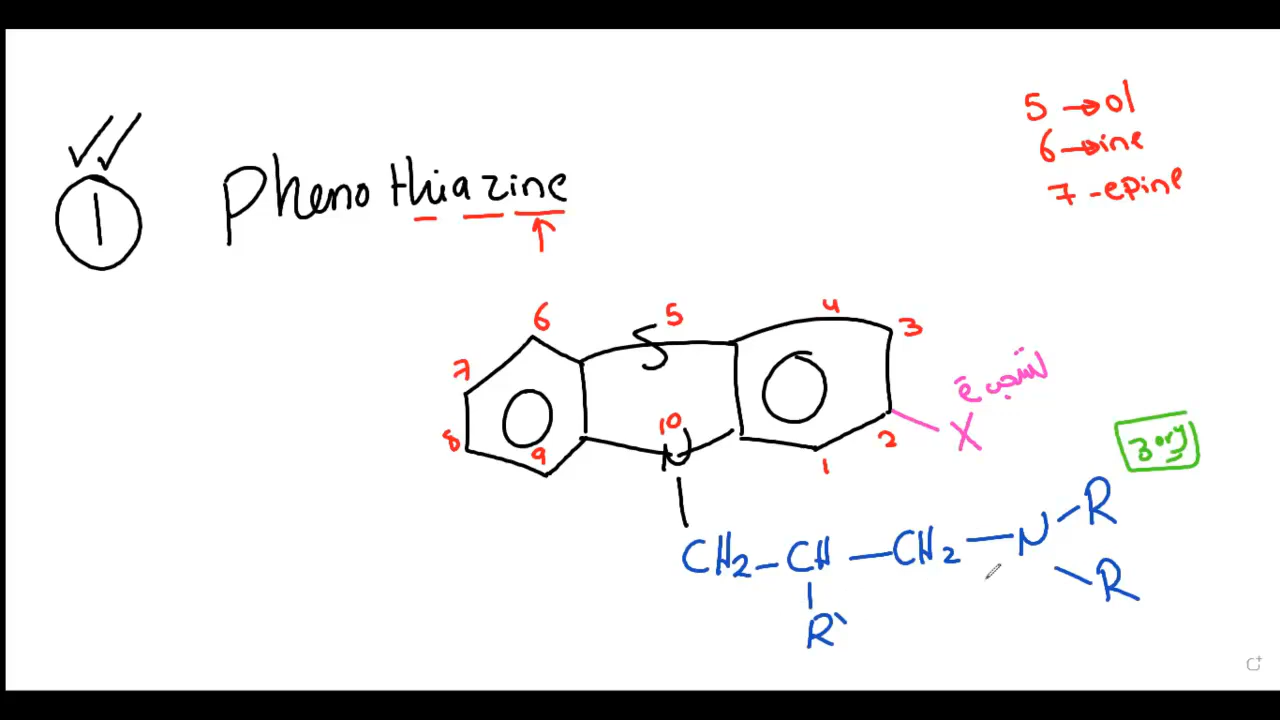 5 → ol
6 → ine
7 - epine
1
Phenothiazine
6
5
4
3
7
S
8
9
10
N
1
2
X
3ory
CH2 - CH - CH2 - N - R
- R
R`